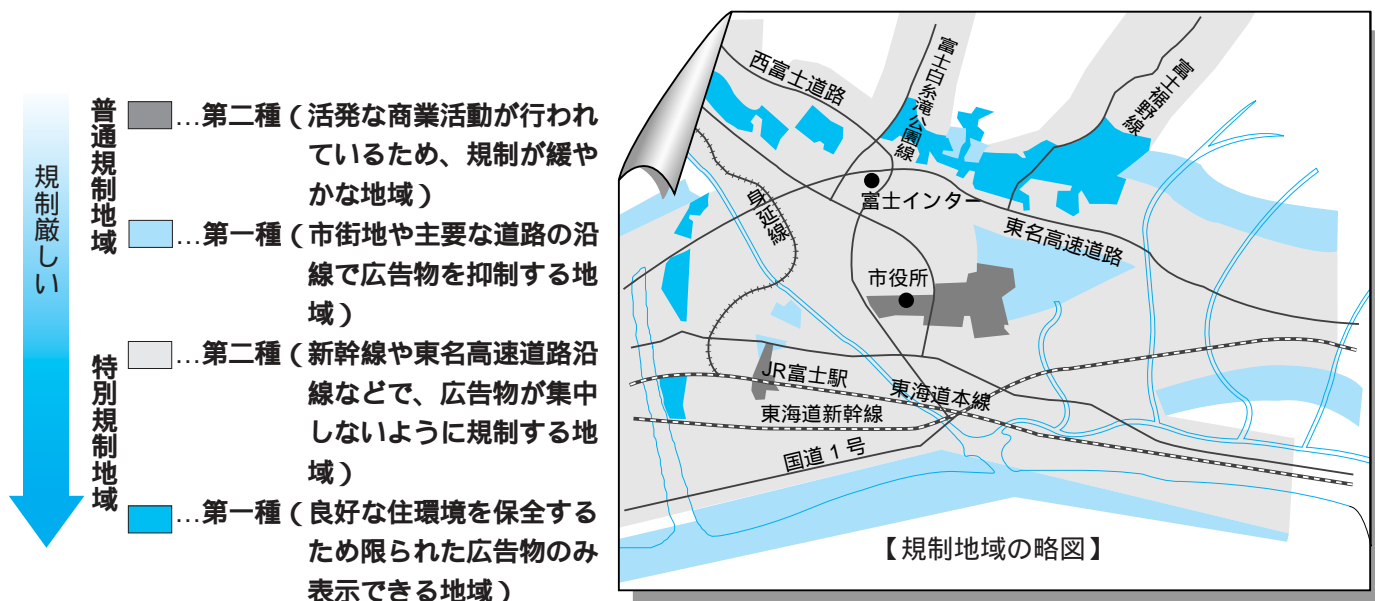 規制厳しい
普通規制地域
…第二種(活発な商業活動が行われ
ているため、規制が緩や
かな地域)
…第一種(市街地や主要な道路の沿
線で広告物を抑制する地
域)
特別規制地域
…第二種(新幹線や東名高速道路沿
線などで、広告物が集中
しないように規制する地
域)
…第一種(良好な住環境を保全する
ため限られた広告物のみ
表示できる地域)
西富士道路
富士白糸滝公園線
富士裾野線
身延線
富士インター
東名高速道路
市役所
JR富士駅
東海道本線
東海道新幹線
国道1号
【規制地域の略図】